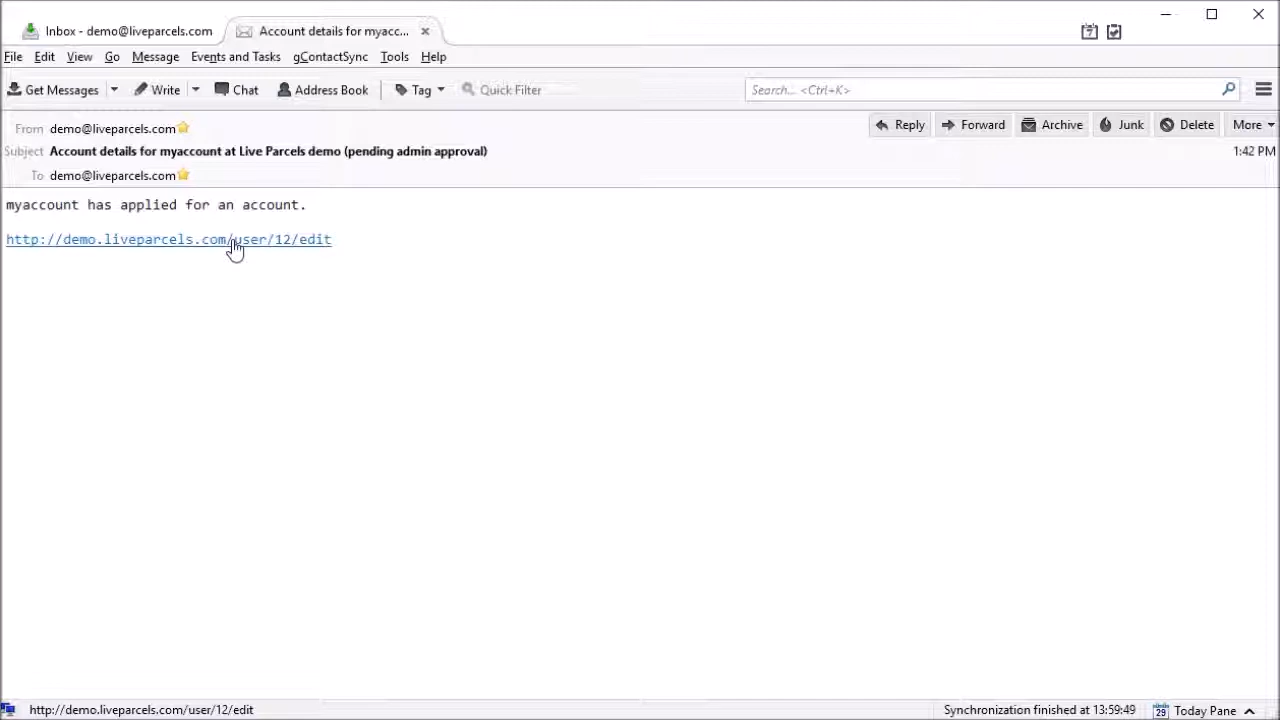 Inbox - demo@liveparcels.com
Account details for myacc...
File Edit View Go Message Events and Tasks gContactSync Tools Help
Get Messages Write Chat Address Book Tag Quick Filter Search... <Ctrl+K>
From demo@liveparcels.com Reply Forward Archive Junk Delete More
Subject Account details for myaccount at Live Parcels demo (pending admin approval) 1:42 PM
To demo@liveparcels.com
myaccount has applied for an account.
http://demo.liveparcels.com/user/12/edit
http://demo.liveparcels.com/user/12/edit Synchronization finished at 13:59:49 29 Today Pane